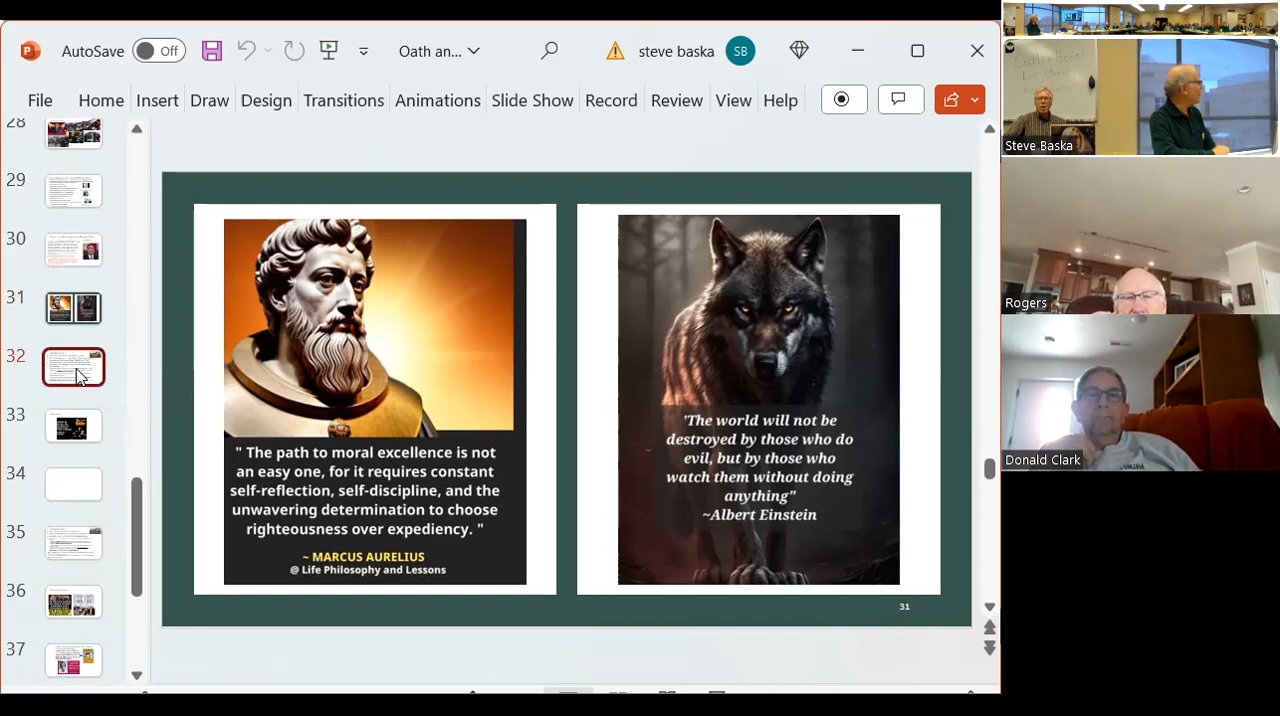 AutoSave
Off
Oath an...
steve baska
SB
File
Home
Insert
Draw
Design
Transitions
Animations
Slide Show
Record
Review
View
Help
28
29
30
31
32
33
34
35
36
37
" The path to moral excellence is not
an easy one, for it requires constant
self-reflection, self-discipline, and the
unwavering determination to choose
righteousness over expediency. "
~ MARCUS AURELIUS
@ Life Philosophy and Lessons
'The world will not be
destroyed by those who do
evil, but by those who
watch them without doing
anything"
~Albert Einstein
31
Steve Baska
Rogers
Donald Clark